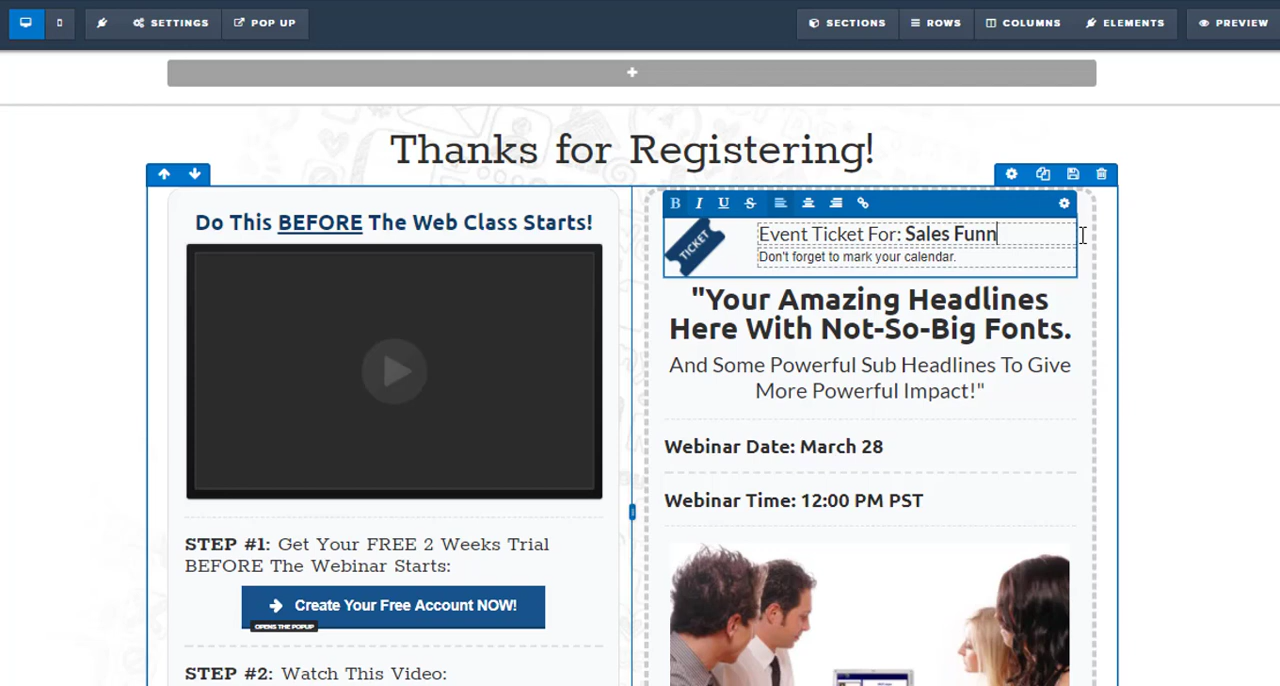 SETTINGS
POP UP
SECTIONS
ROWS
COLUMNS
ELEMENTS
PREVIEW
Thanks for Registering!
Do This BEFORE The Web Class Starts!
STEP #1: Get Your FREE 2 Weeks Trial
BEFORE The Webinar Starts:
Create Your Free Account NOW!
OPENS THE POPUP
STEP #2: Watch This Video:
B I U S
TICKET
Event Ticket For: Sales Funn
Don't forget to mark your calendar.
"Your Amazing Headlines
Here With Not-So-Big Fonts.
And Some Powerful Sub Headlines To Give
More Powerful Impact!"
Webinar Date: March 28
Webinar Time: 12:00 PM PST